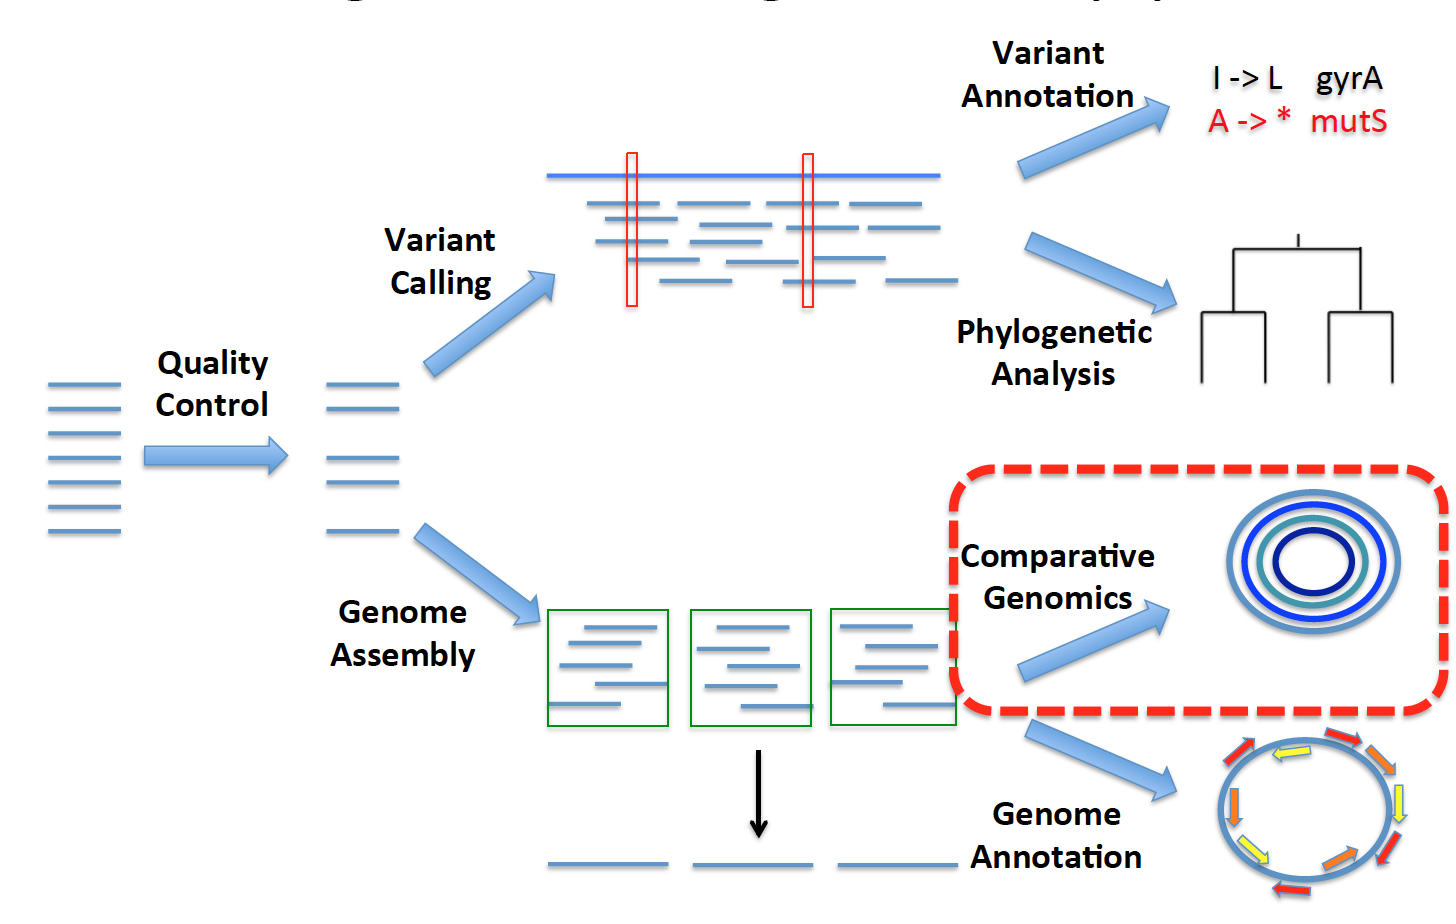 Variant
Annotation
I -> L gyrA
A -> * mutS
Variant
Calling
Phylogenetic
Analysis
Quality
Control
Comparative
Genomics
Genome
Assembly
Genome
Annotation